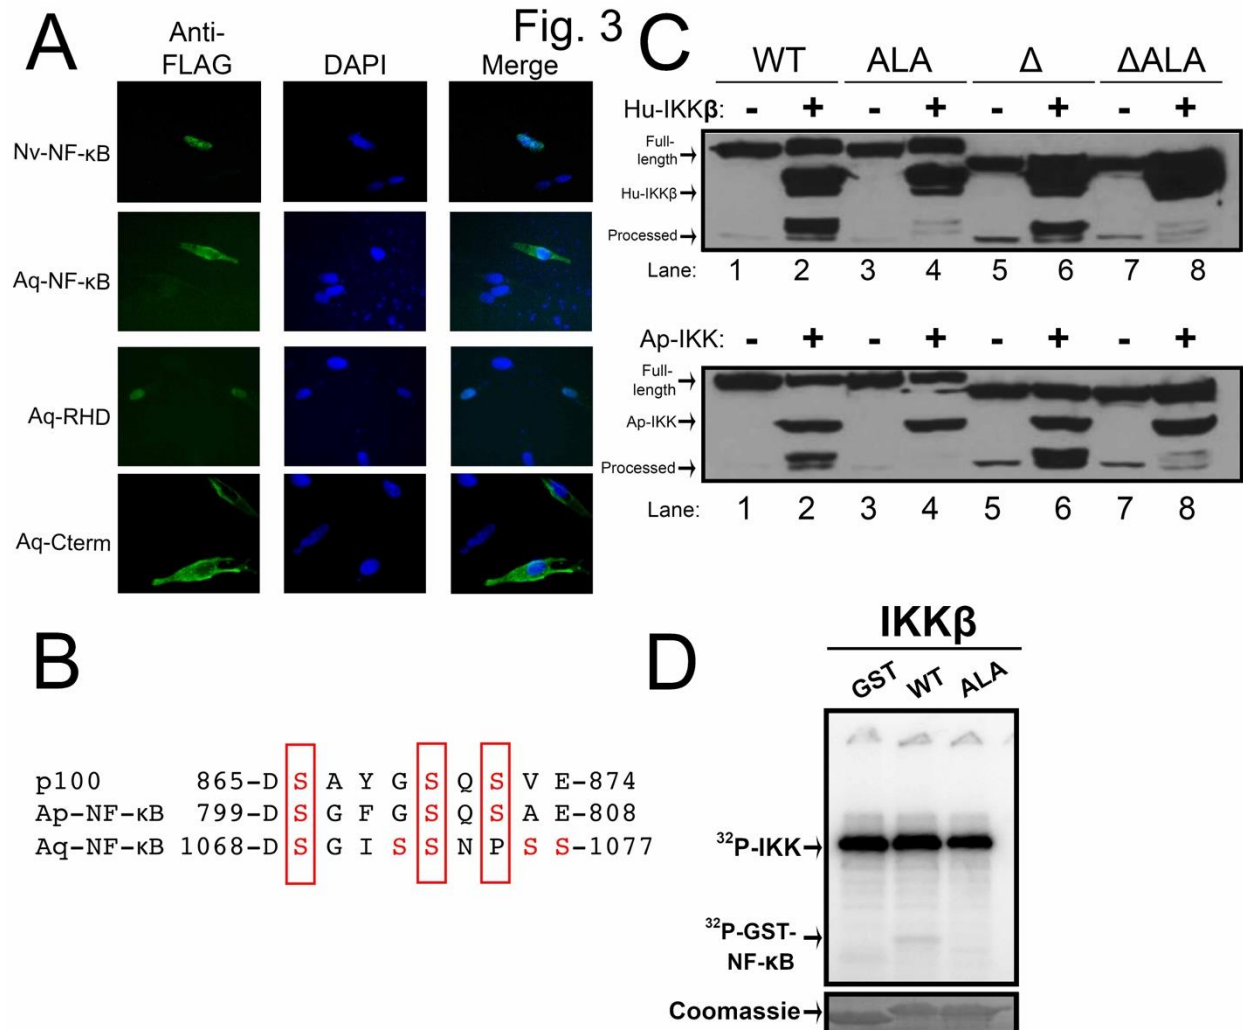 Fig. 3
A
Anti-
FLAG
DAPI
Merge
Nv-NF-κB
Aq-NF-κB
Aq-RHD
Aq-Cterm
B
p100 865-D S A Y G S Q S V E-874
Ap-NF-κB 799-D S G F G S Q S A E-808
Aq-NF-κB 1068-D S G I S S N P S S-1077
C
WT ALA Δ ΔALA
Hu-IKKβ: - + - + - + - +
Full-
length
Hu-IKKβ
Processed
Lane: 1 2 3 4 5 6 7 8
Ap-IKK: - + - + - + - +
Full-
length
Ap-IKK
Processed
Lane: 1 2 3 4 5 6 7 8
D
IKKβ
GST WT ALA
³²P-IKK
³²P-GST-
NF-κB
Coomassie